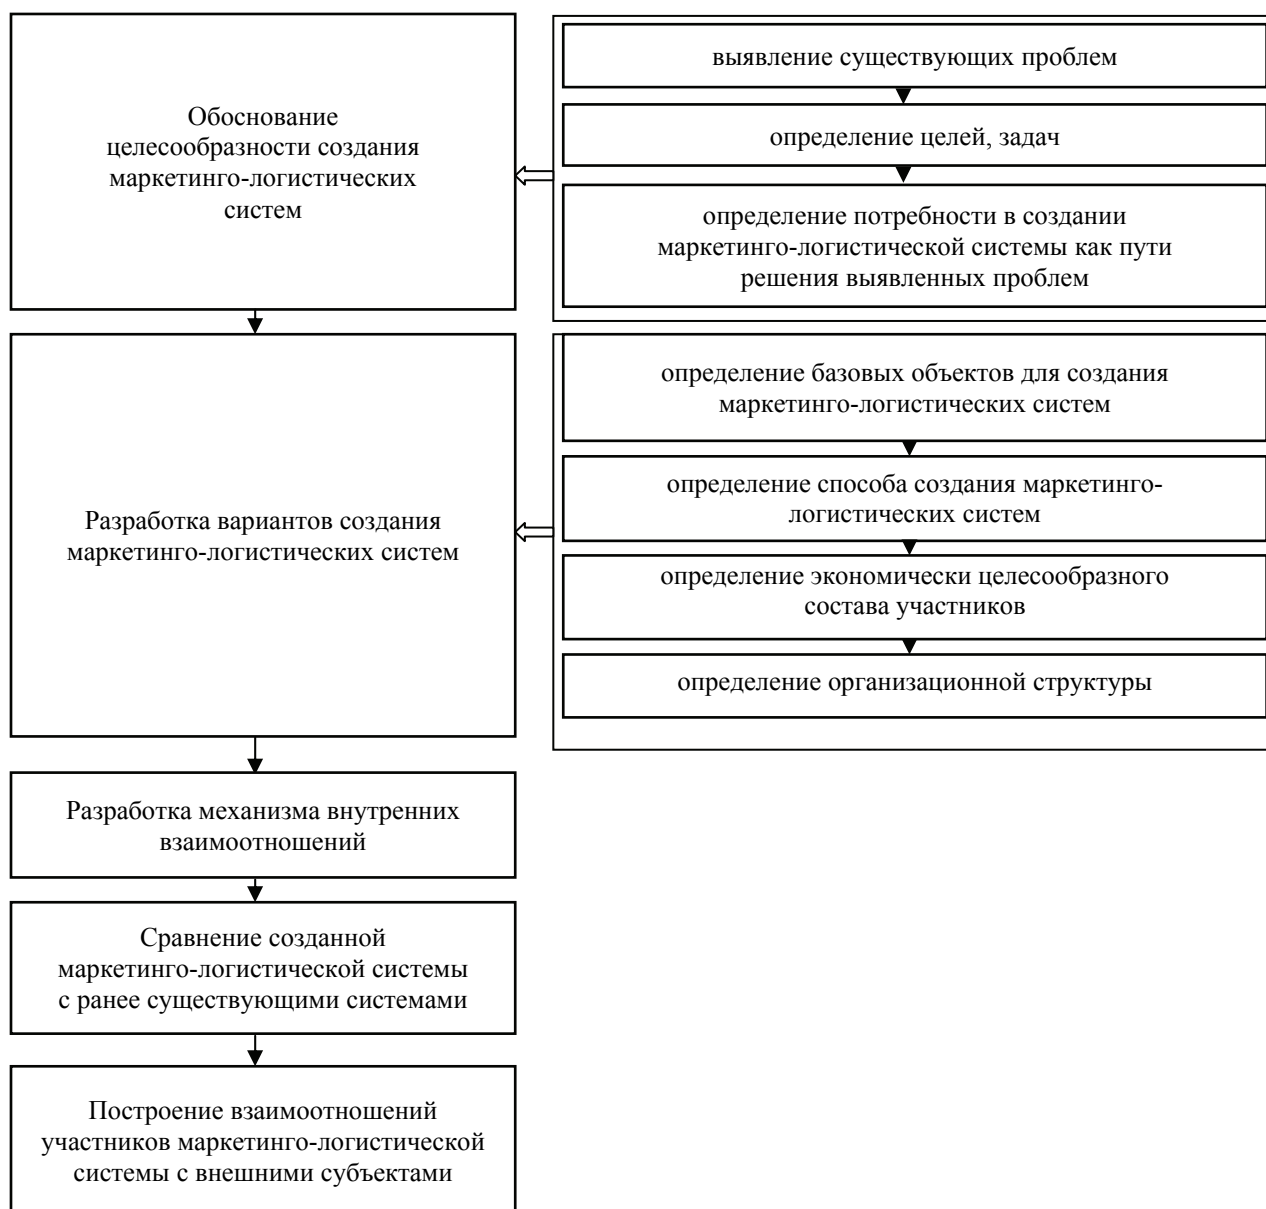 Обоснование
целесообразности создания
маркетинго-логистических
систем
выявление существующих проблем
определение целей, задач
определение потребности в создании
маркетинго-логистической системы как пути
решения выявленных проблем
Разработка вариантов создания
маркетинго-логистических систем
определение базовых объектов для создания
маркетинго-логистических систем
определение способа создания маркетинго-
логистических систем
определение экономически целесообразного
состава участников
определение организационной структуры
Разработка механизма внутренних
взаимоотношений
Сравнение созданной
маркетинго-логистической системы
с ранее существующими системами
Построение взаимоотношений
участников маркетинго-логистической
системы с внешними субъектами